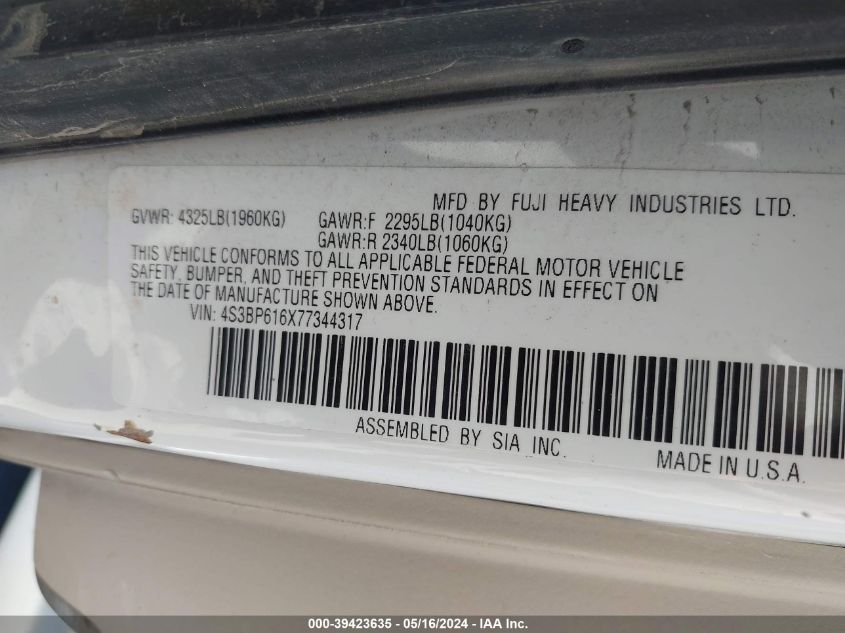 MFD BY FUJI HEAVY INDUSTRIES LTD.
GVWR: 4325LB(1960KG) GAWR:F 2295LB(1040KG)
GAWR:R 2340LB(1060KG)
THIS VEHICLE CONFORMS TO ALL APPLICABLE FEDERAL MOTOR VEHICLE
SAFETY, BUMPER, AND THEFT PREVENTION STANDARDS IN EFFECT ON
THE DATE OF MANUFACTURE SHOWN ABOVE.
VIN: 4S3BP616X77344317
ASSEMBLED BY SIA INC.
MADE IN U.S.A.
000-39423635 - 05/16/2024 - IAA Inc.